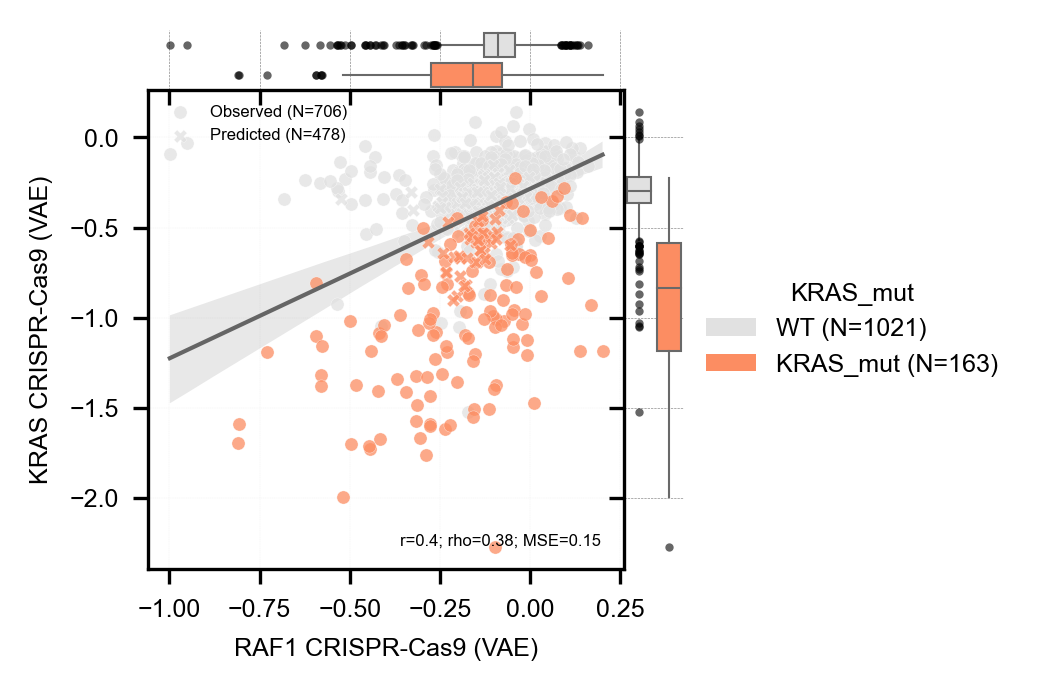 Observed (N=706)
Predicted (N=478)
0.0
−0.5
−1.0
−1.5
−2.0
KRAS CRISPR-Cas9 (VAE)
r=0.4; rho=0.38; MSE=0.15
−1.00
−0.75
−0.50
−0.25
0.00
0.25
RAF1 CRISPR-Cas9 (VAE)
KRAS_mut
WT (N=1021)
KRAS_mut (N=163)